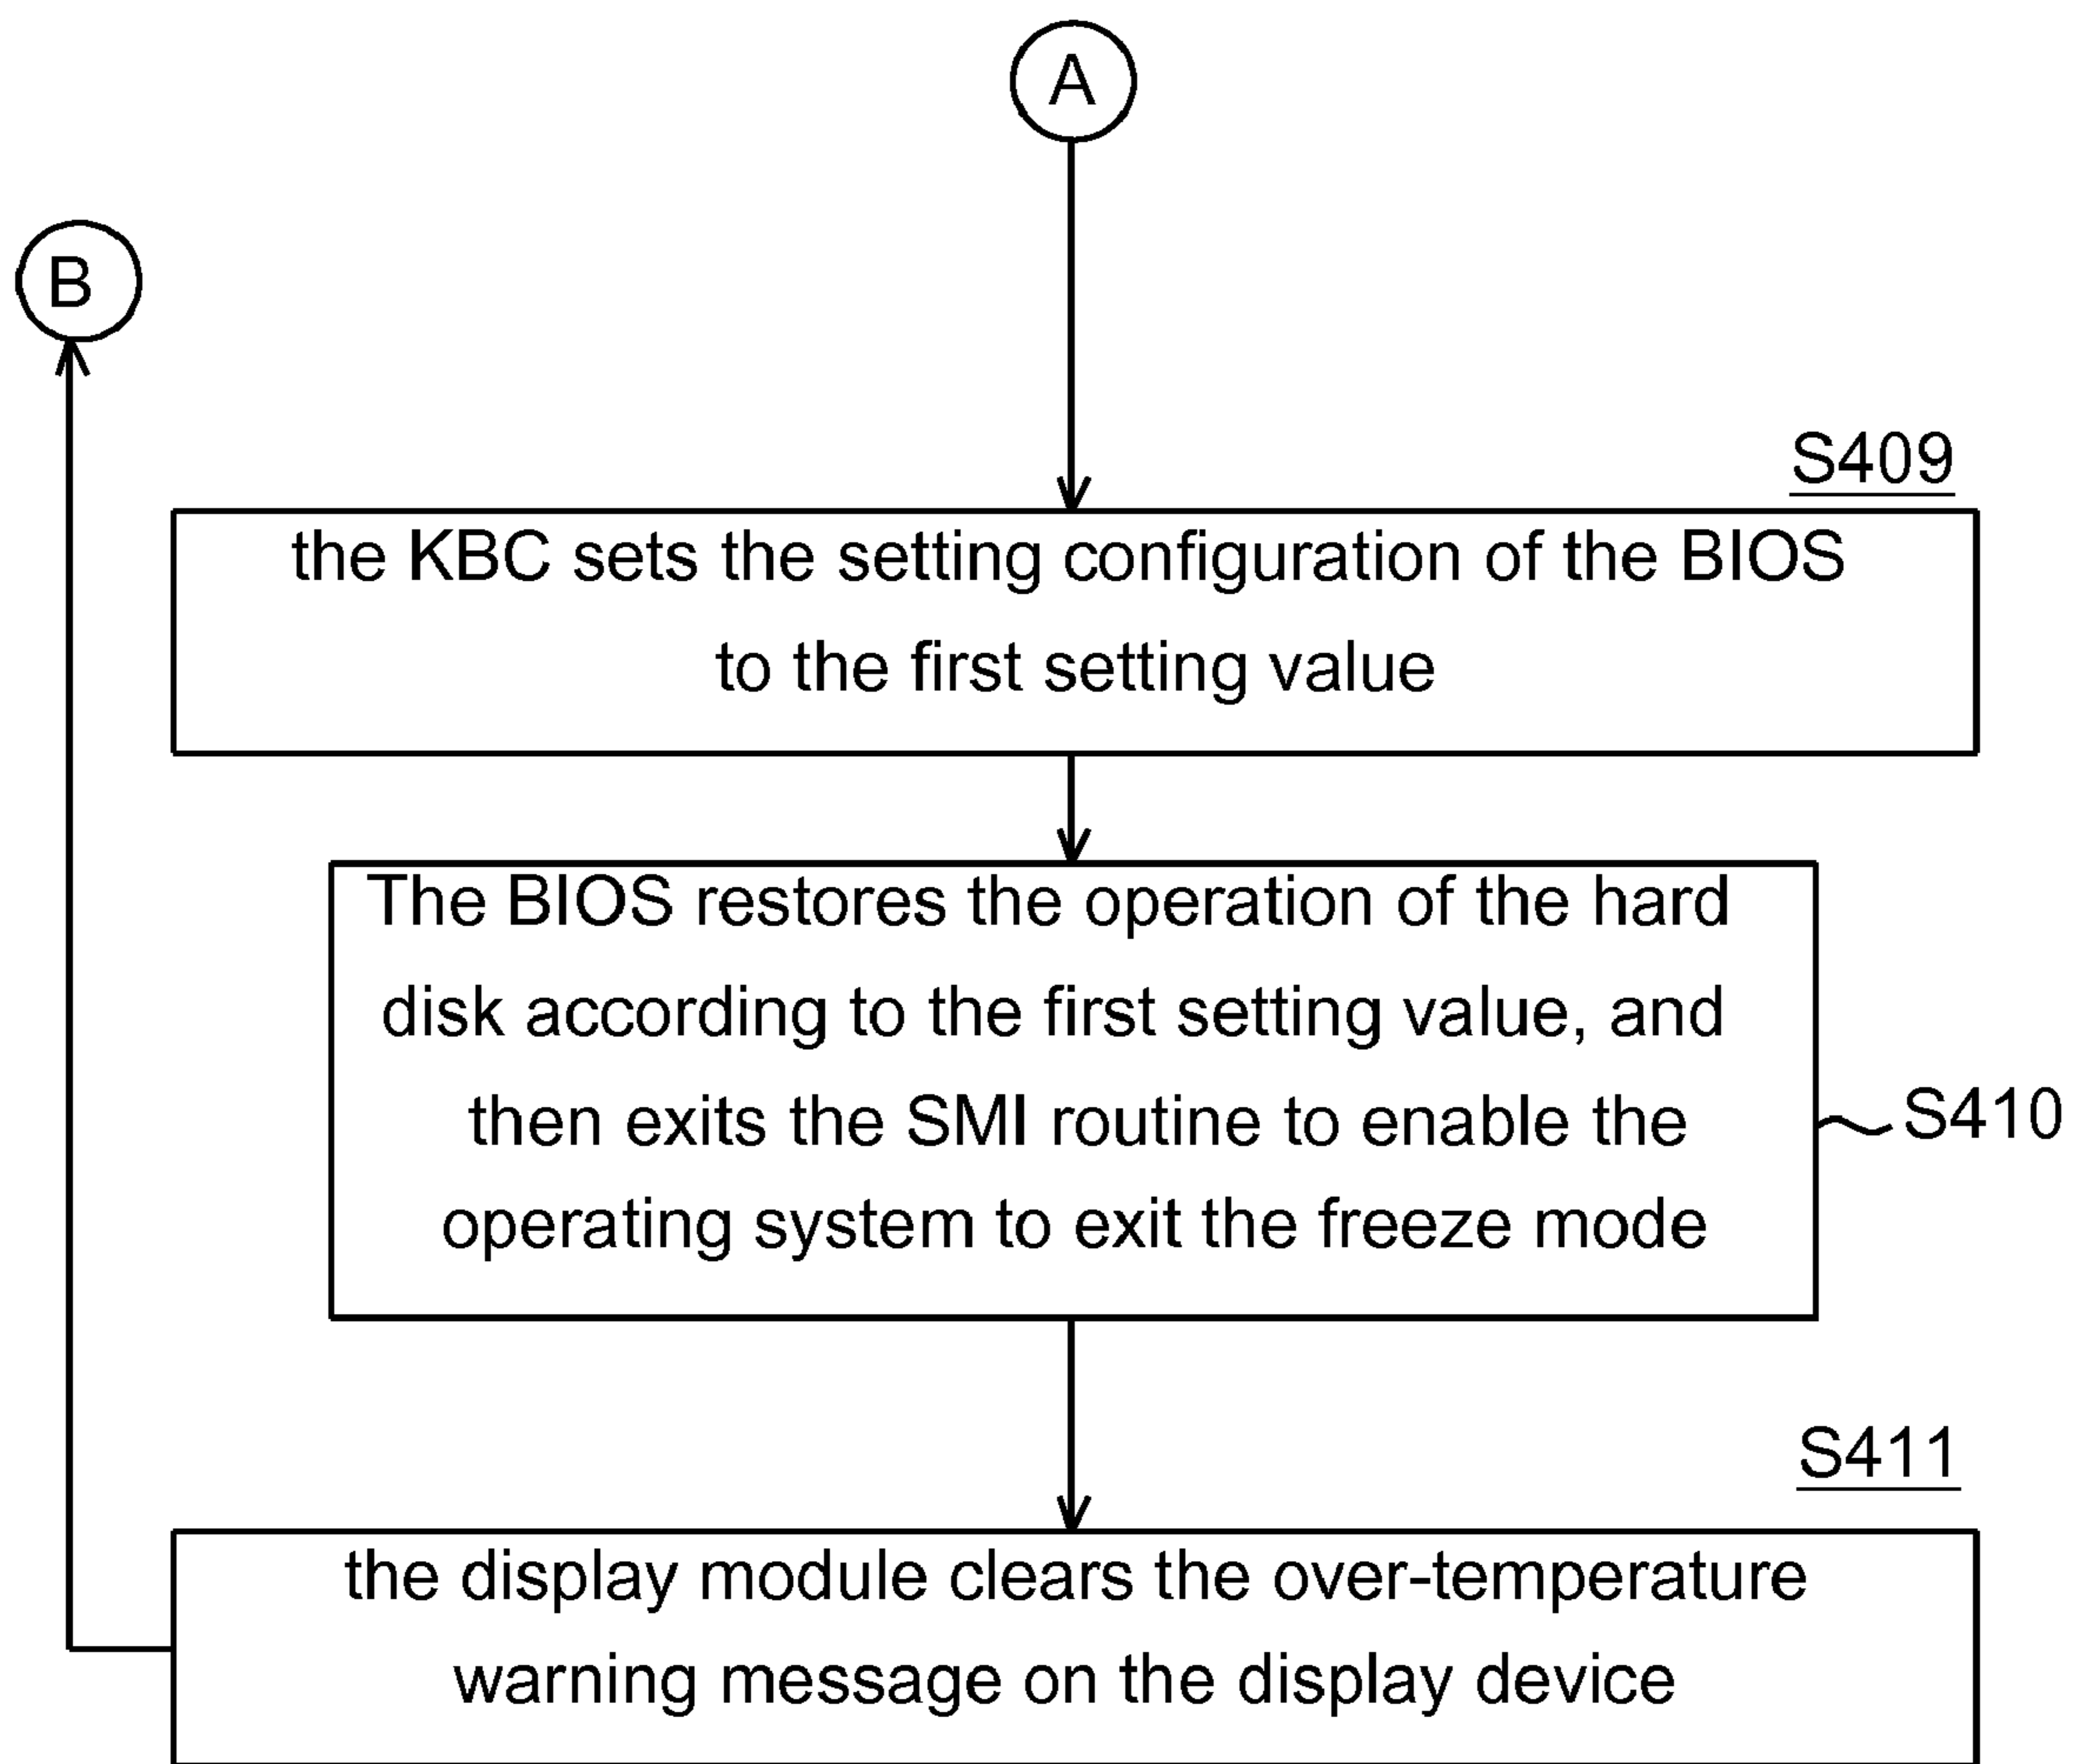 A
B
S409
the KBC sets the setting configuration of the BIOS
to the first setting value
The BIOS restores the operation of the hard
disk according to the first setting value, and
then exits the SMI routine to enable the
operating system to exit the freeze mode
S410
S411
the display module clears the over-temperature
warning message on the display device